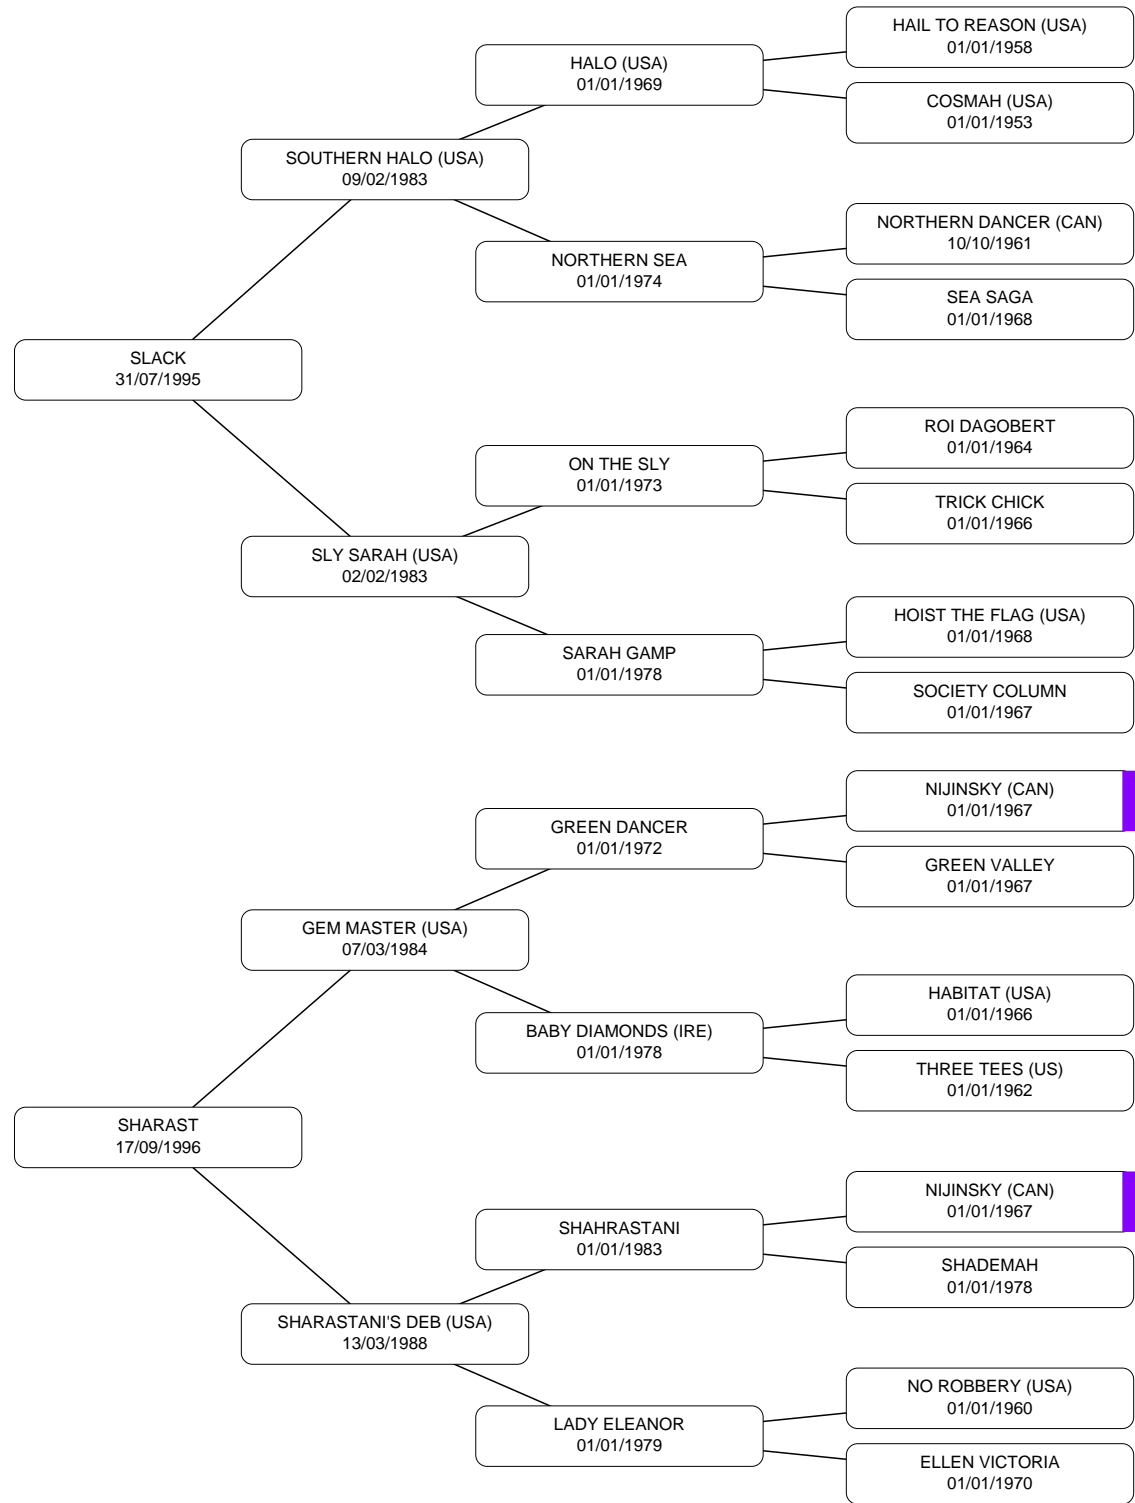 HAIL TO REASON (USA)
01/01/1958
HALO (USA)
01/01/1969
COSMAH (USA)
01/01/1953
SOUTHERN HALO (USA)
09/02/1983
NORTHERN DANCER (CAN)
10/10/1961
NORTHERN SEA
01/01/1974
SEA SAGA
01/01/1968
SLACK
31/07/1995
ROI DAGOBERT
01/01/1964
ON THE SLY
01/01/1973
TRICK CHICK
01/01/1966
SLY SARAH (USA)
02/02/1983
HOIST THE FLAG (USA)
01/01/1968
SARAH GAMP
01/01/1978
SOCIETY COLUMN
01/01/1967
NIJINSKY (CAN)
01/01/1967
GREEN DANCER
01/01/1972
GREEN VALLEY
01/01/1967
GEM MASTER (USA)
07/03/1984
HABITAT (USA)
01/01/1966
BABY DIAMONDS (IRE)
01/01/1978
THREE TEES (US)
01/01/1962
SHARAST
17/09/1996
NIJINSKY (CAN)
01/01/1967
SHAHRASTANI
01/01/1983
SHADEMAH
01/01/1978
SHARASTANI'S DEB (USA)
13/03/1988
NO ROBBERY (USA)
01/01/1960
LADY ELEANOR
01/01/1979
ELLEN VICTORIA
01/01/1970